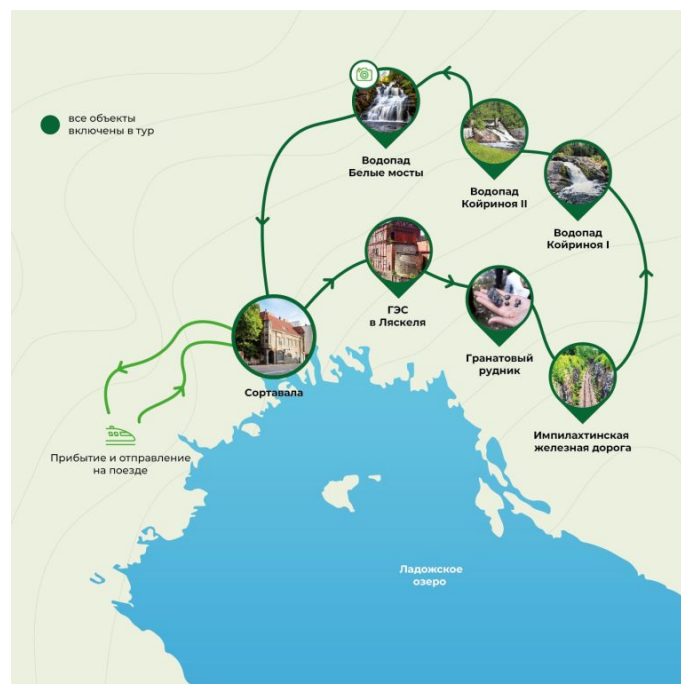 все объекты
включены в тур
Водопад
Белые мосты
Водопад
Койриноя II
Водопад
Койриноя I
ГЭС
в Ляскеля
Гранатовый
рудник
Сортавала
Импилахтинская
железная дорога
Прибытие и отправление
на поезде
Ладожское
озеро